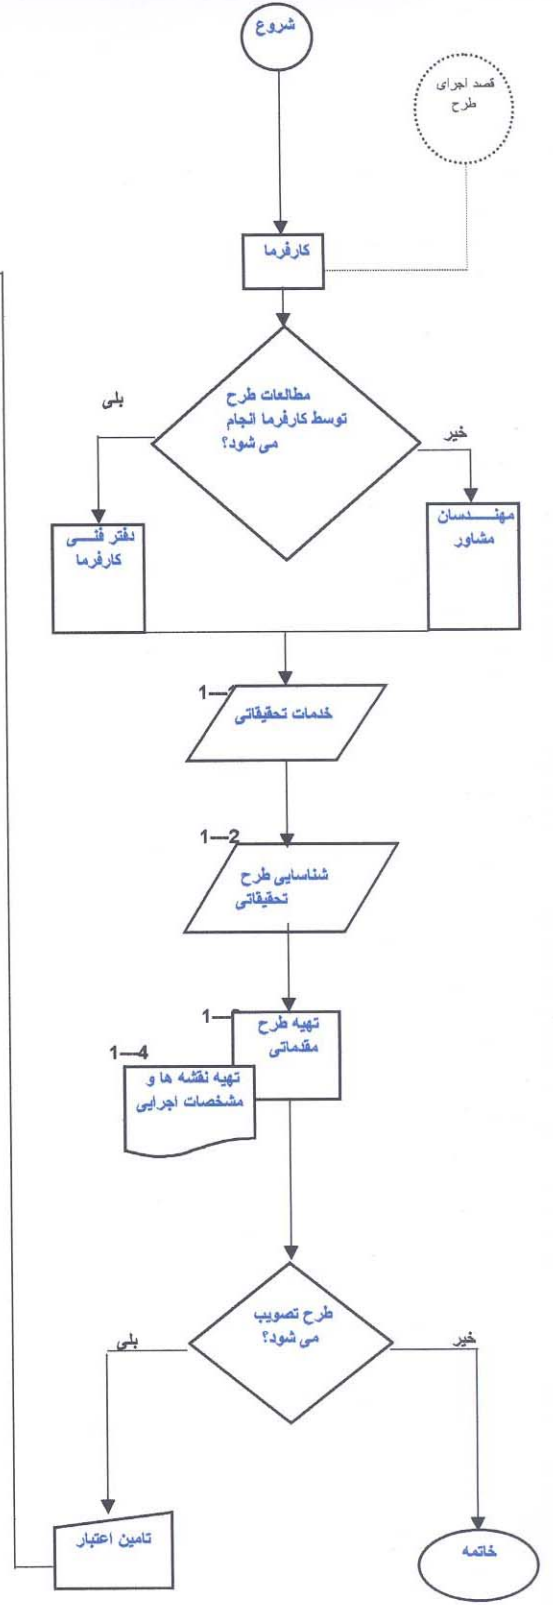 شروع
قصد اجرای
طرح
کارفرما
مطالعات طرح
توسط کارفرما انجام
می شود؟
بلی
خیر
دفتر فنی
کارفرما
مهندسان
مشاور
1—1
خدمات تحقیقاتی
1—2
شناسایی طرح
تحقیقاتی
تهیه طرح
مقدماتی
1—4
تهیه نقشه ها و
مشخصات اجرایی
طرح تصویب
می شود؟
بلی
خیر
تامین اعتبار
خاتمه